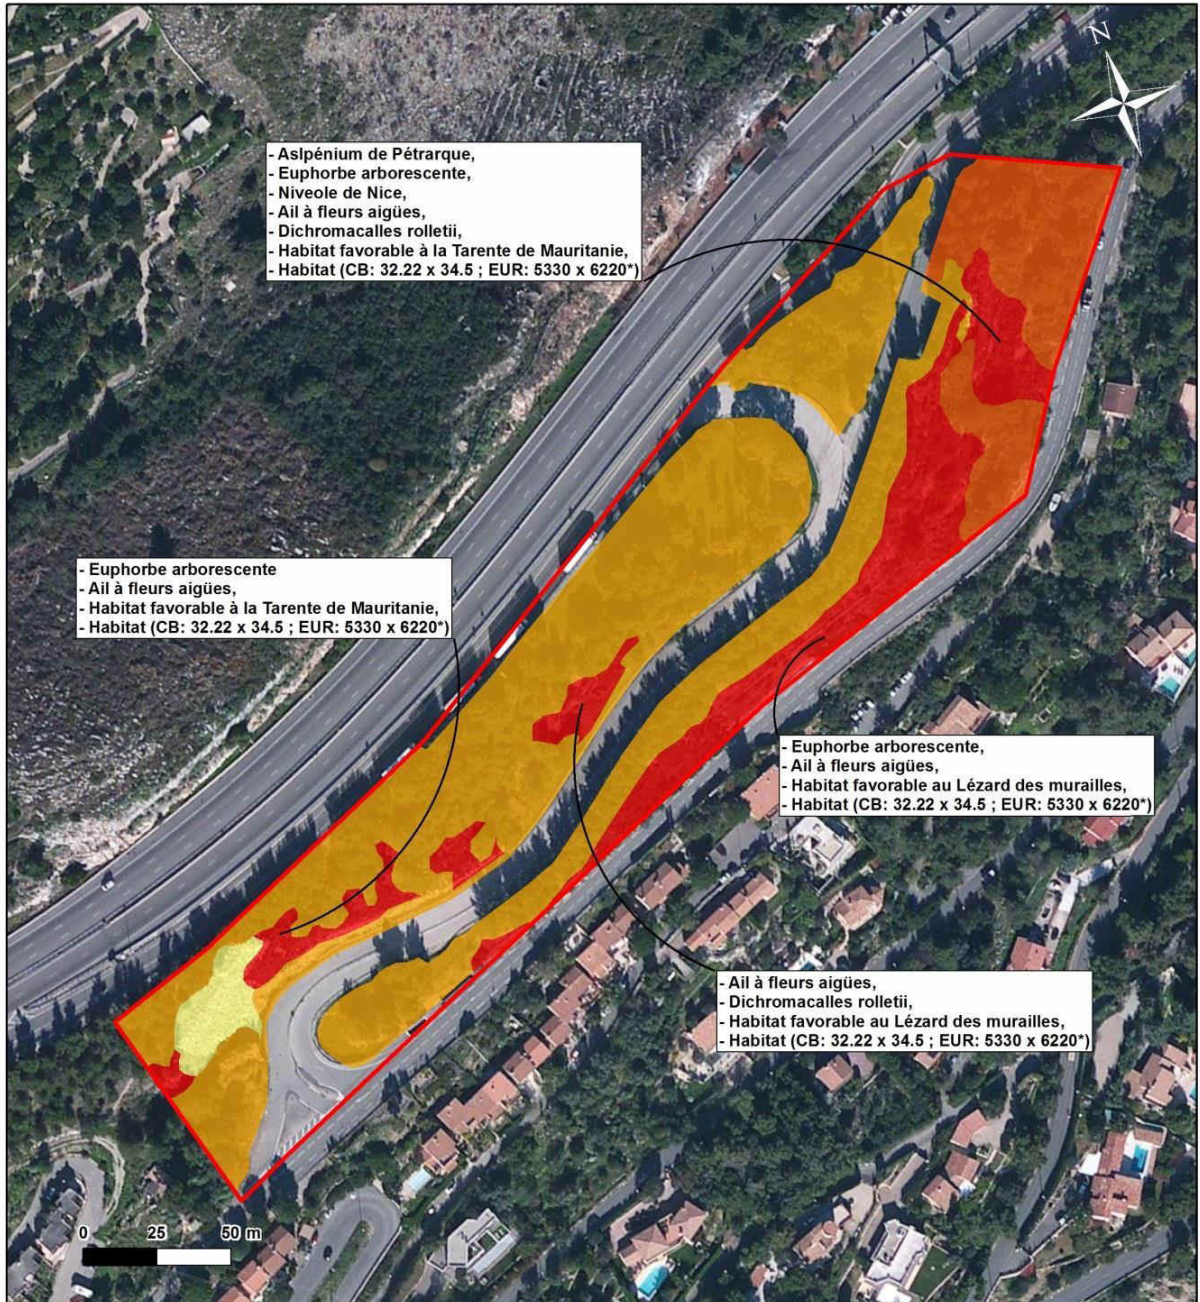 N
- Aslpénium de Pétrarque,
- Euphorbe arborescente,
- Niveole de Nice,
- Ail à fleurs aigües,
- Dichromacalles rolletii,
- Habitat favorable à la Tarente de Mauritanie,
- Habitat (CB: 32.22 x 34.5 ; EUR: 5330 x 6220*)
- Euphorbe arborescente
- Ail à fleurs aigües,
- Habitat favorable à la Tarente de Mauritanie,
- Habitat (CB: 32.22 x 34.5 ; EUR: 5330 x 6220*)
- Euphorbe arborescente,
- Ail à fleurs aigües,
- Habitat favorable au Lézard des murailles,
- Habitat (CB: 32.22 x 34.5 ; EUR: 5330 x 6220*)
- Ail à fleurs aigües,
- Dichromacalles rolletii,
- Habitat favorable au Lézard des murailles,
- Habitat (CB: 32.22 x 34.5 ; EUR: 5330 x 6220*)
0 25 50 m